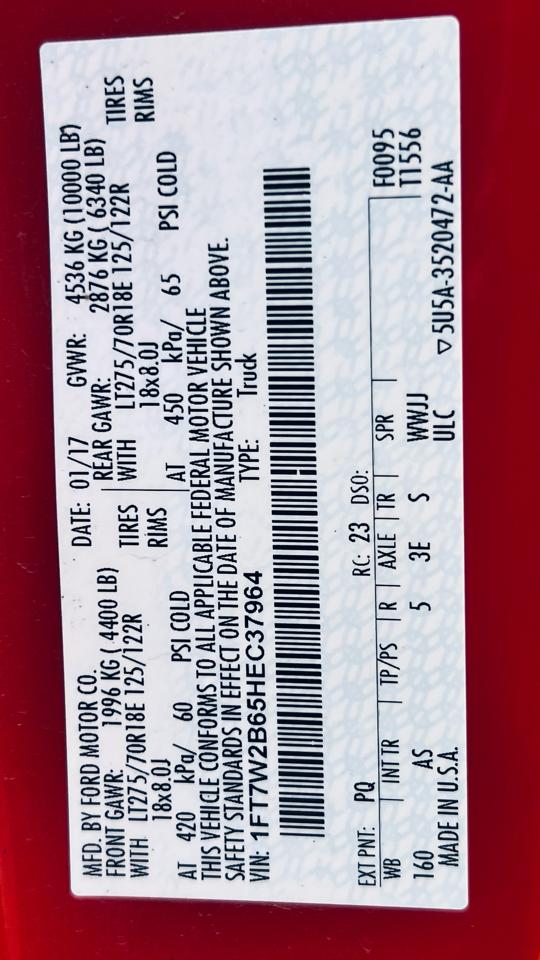 MFD. BY FORD MOTOR CO.
DATE: 01/17 GVWR: 4536 KG (10000 LB)
FRONT GAWR: 1996 KG ( 4400 LB)
REAR GAWR: 2876 KG ( 6340 LB)
WITH LT275/70R18E 125/122R TIRES
WITH LT275/70R18E 125/122R TIRES
18x8.0J RIMS
18x8.0J RIMS
AT 420 kPa/ 60 PSI COLD
AT 450 kPa/ 65 PSI COLD
THIS VEHICLE CONFORMS TO ALL APPLICABLE FEDERAL MOTOR VEHICLE
SAFETY STANDARDS IN EFFECT ON THE DATE OF MANUFACTURE SHOWN ABOVE.
VIN: 1FT7W2B65HEC37964 TYPE: Truck
EXT PNT: PQ RC: 23 DSO: F0095
WB INT TR TP/PS R AXLE TR SPR T1556
160 AS 5 3E S WWJJ
MADE IN U.S.A. ULC ▽5U5A-3520472-AA